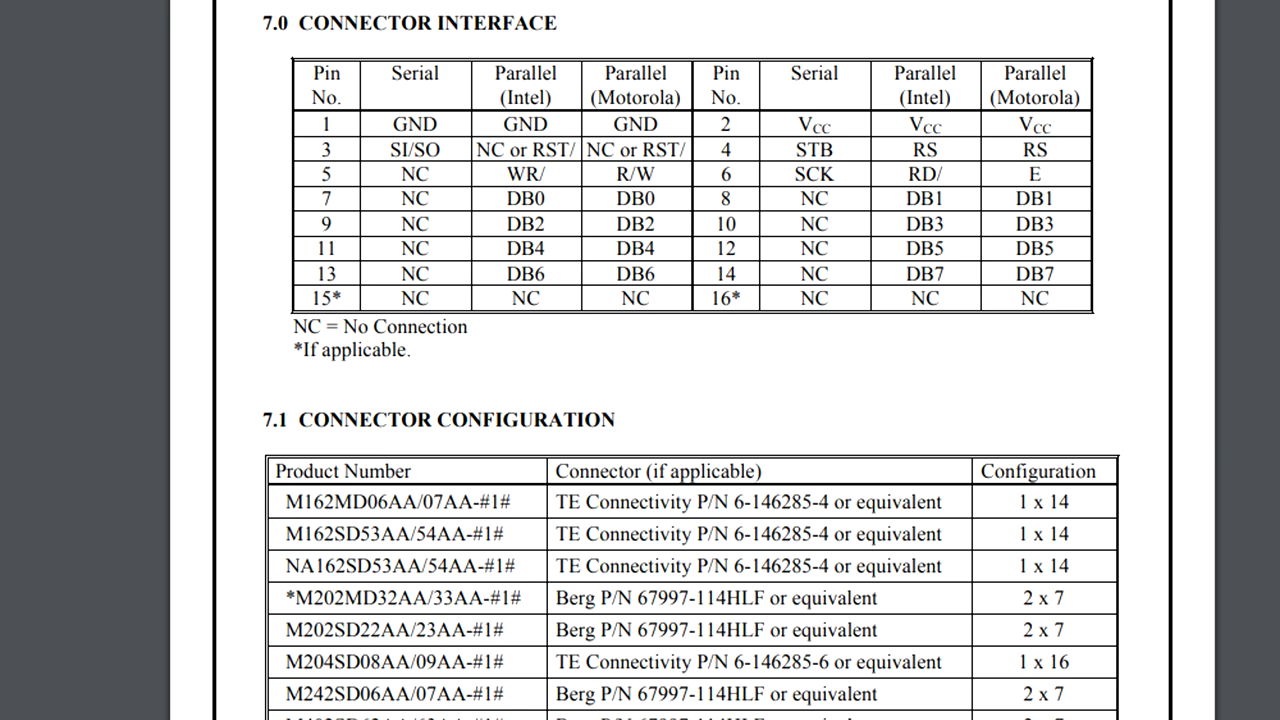 7.0 CONNECTOR INTERFACE
Pin No. Serial Parallel (Intel) Parallel (Motorola) Pin No. Serial Parallel (Intel) Parallel (Motorola)
1 GND GND GND 2 VCC VCC VCC
3 SI/SO NC or RST/ NC or RST/ 4 STB RS RS
5 NC WR/ R/W 6 SCK RD/ E
7 NC DB0 DB0 8 NC DB1 DB1
9 NC DB2 DB2 10 NC DB3 DB3
11 NC DB4 DB4 12 NC DB5 DB5
13 NC DB6 DB6 14 NC DB7 DB7
15* NC NC NC 16* NC NC NC
NC = No Connection
*If applicable.
7.1 CONNECTOR CONFIGURATION
Product Number Connector (if applicable) Configuration
M162MD06AA/07AA-#1# TE Connectivity P/N 6-146285-4 or equivalent 1 x 14
M162SD53AA/54AA-#1# TE Connectivity P/N 6-146285-4 or equivalent 1 x 14
NA162SD53AA/54AA-#1# TE Connectivity P/N 6-146285-4 or equivalent 1 x 14
*M202MD32AA/33AA-#1# Berg P/N 67997-114HLF or equivalent 2 x 7
M202SD22AA/23AA-#1# Berg P/N 67997-114HLF or equivalent 2 x 7
M204SD08AA/09AA-#1# TE Connectivity P/N 6-146285-6 or equivalent 1 x 16
M242SD06AA/07AA-#1# Berg P/N 67997-114HLF or equivalent 2 x 7